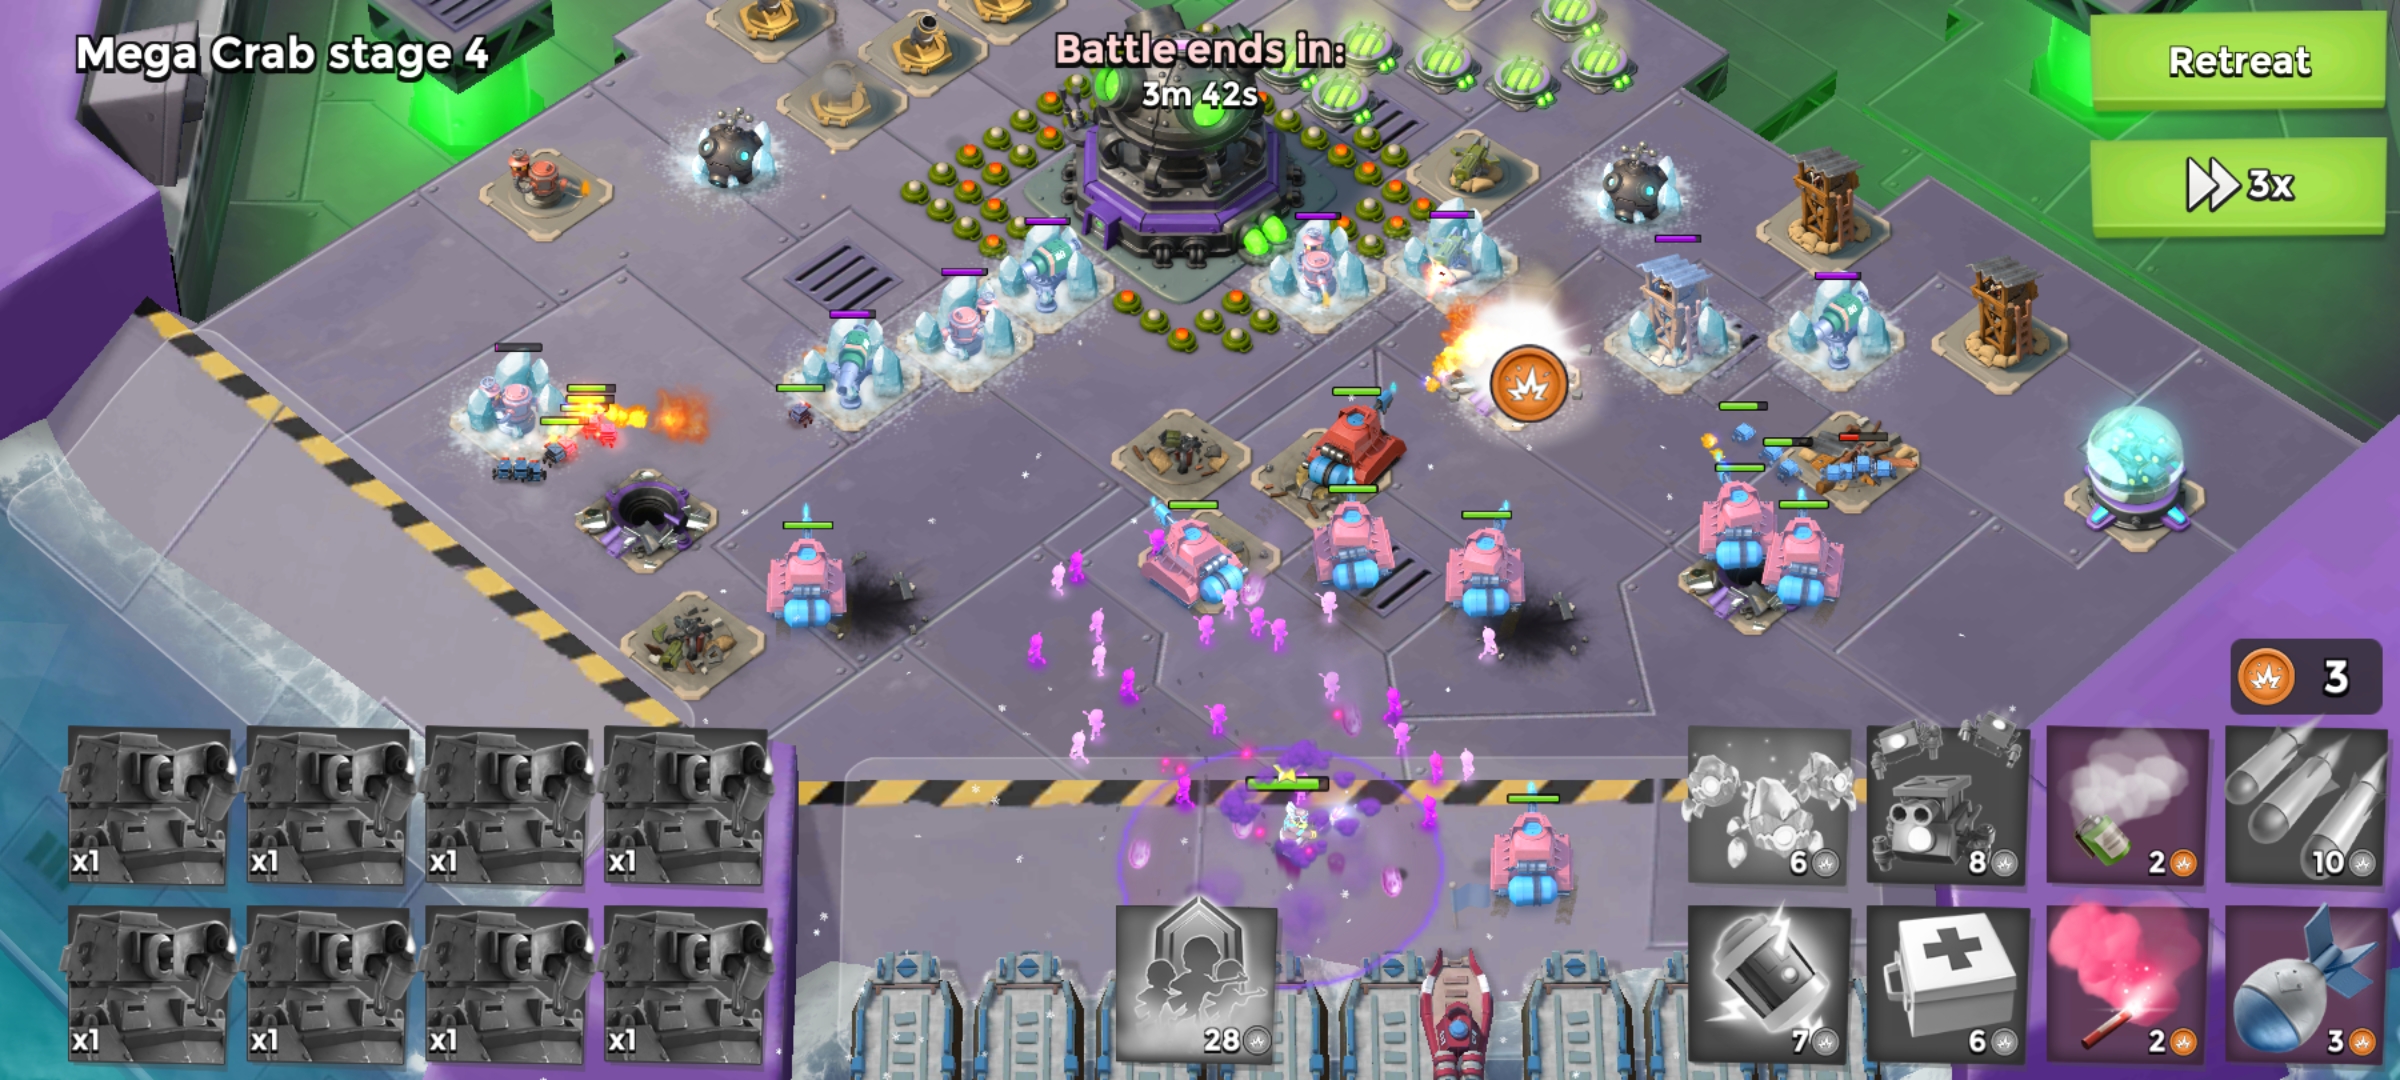 Mega Crab stage 4
Battle ends in:
3m 42s
Retreat
3x
3
x1
x1
x1
x1
6
8
2
10
x1
x1
x1
x1
28
7
6
2
3